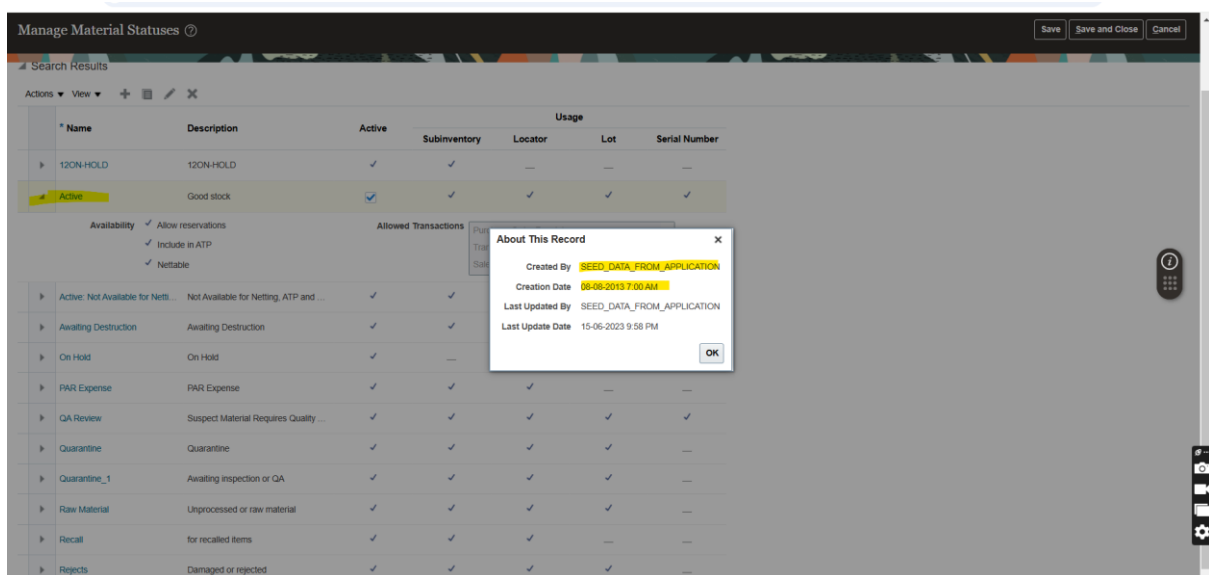 Manage Material Statuses
Save Save and Close Cancel
Search Results
Actions View
* Name Description Active Usage
Subinventory Locator Lot Serial Number
12ON-HOLD 12ON-HOLD
Active Good stock
Availability Allow reservations Allowed Transactions
Include in ATP
Nettable
About This Record
Created By SEED_DATA_FROM_APPLICATION
Creation Date 08-08-2013 7:00 AM
Last Updated By SEED_DATA_FROM_APPLICATION
Last Update Date 15-06-2023 9:58 PM
OK
Active: Not Available for Netti... Not Available for Netting, ATP and ...
Awaiting Destruction Awaiting Destruction
On Hold On Hold
PAR Expense PAR Expense
QA Review Suspect Material Requires Quality ...
Quarantine Quarantine
Quarantine_1 Awaiting inspection or QA
Raw Material Unprocessed or raw material
Recall for recalled items
Rejects Damaged or rejected